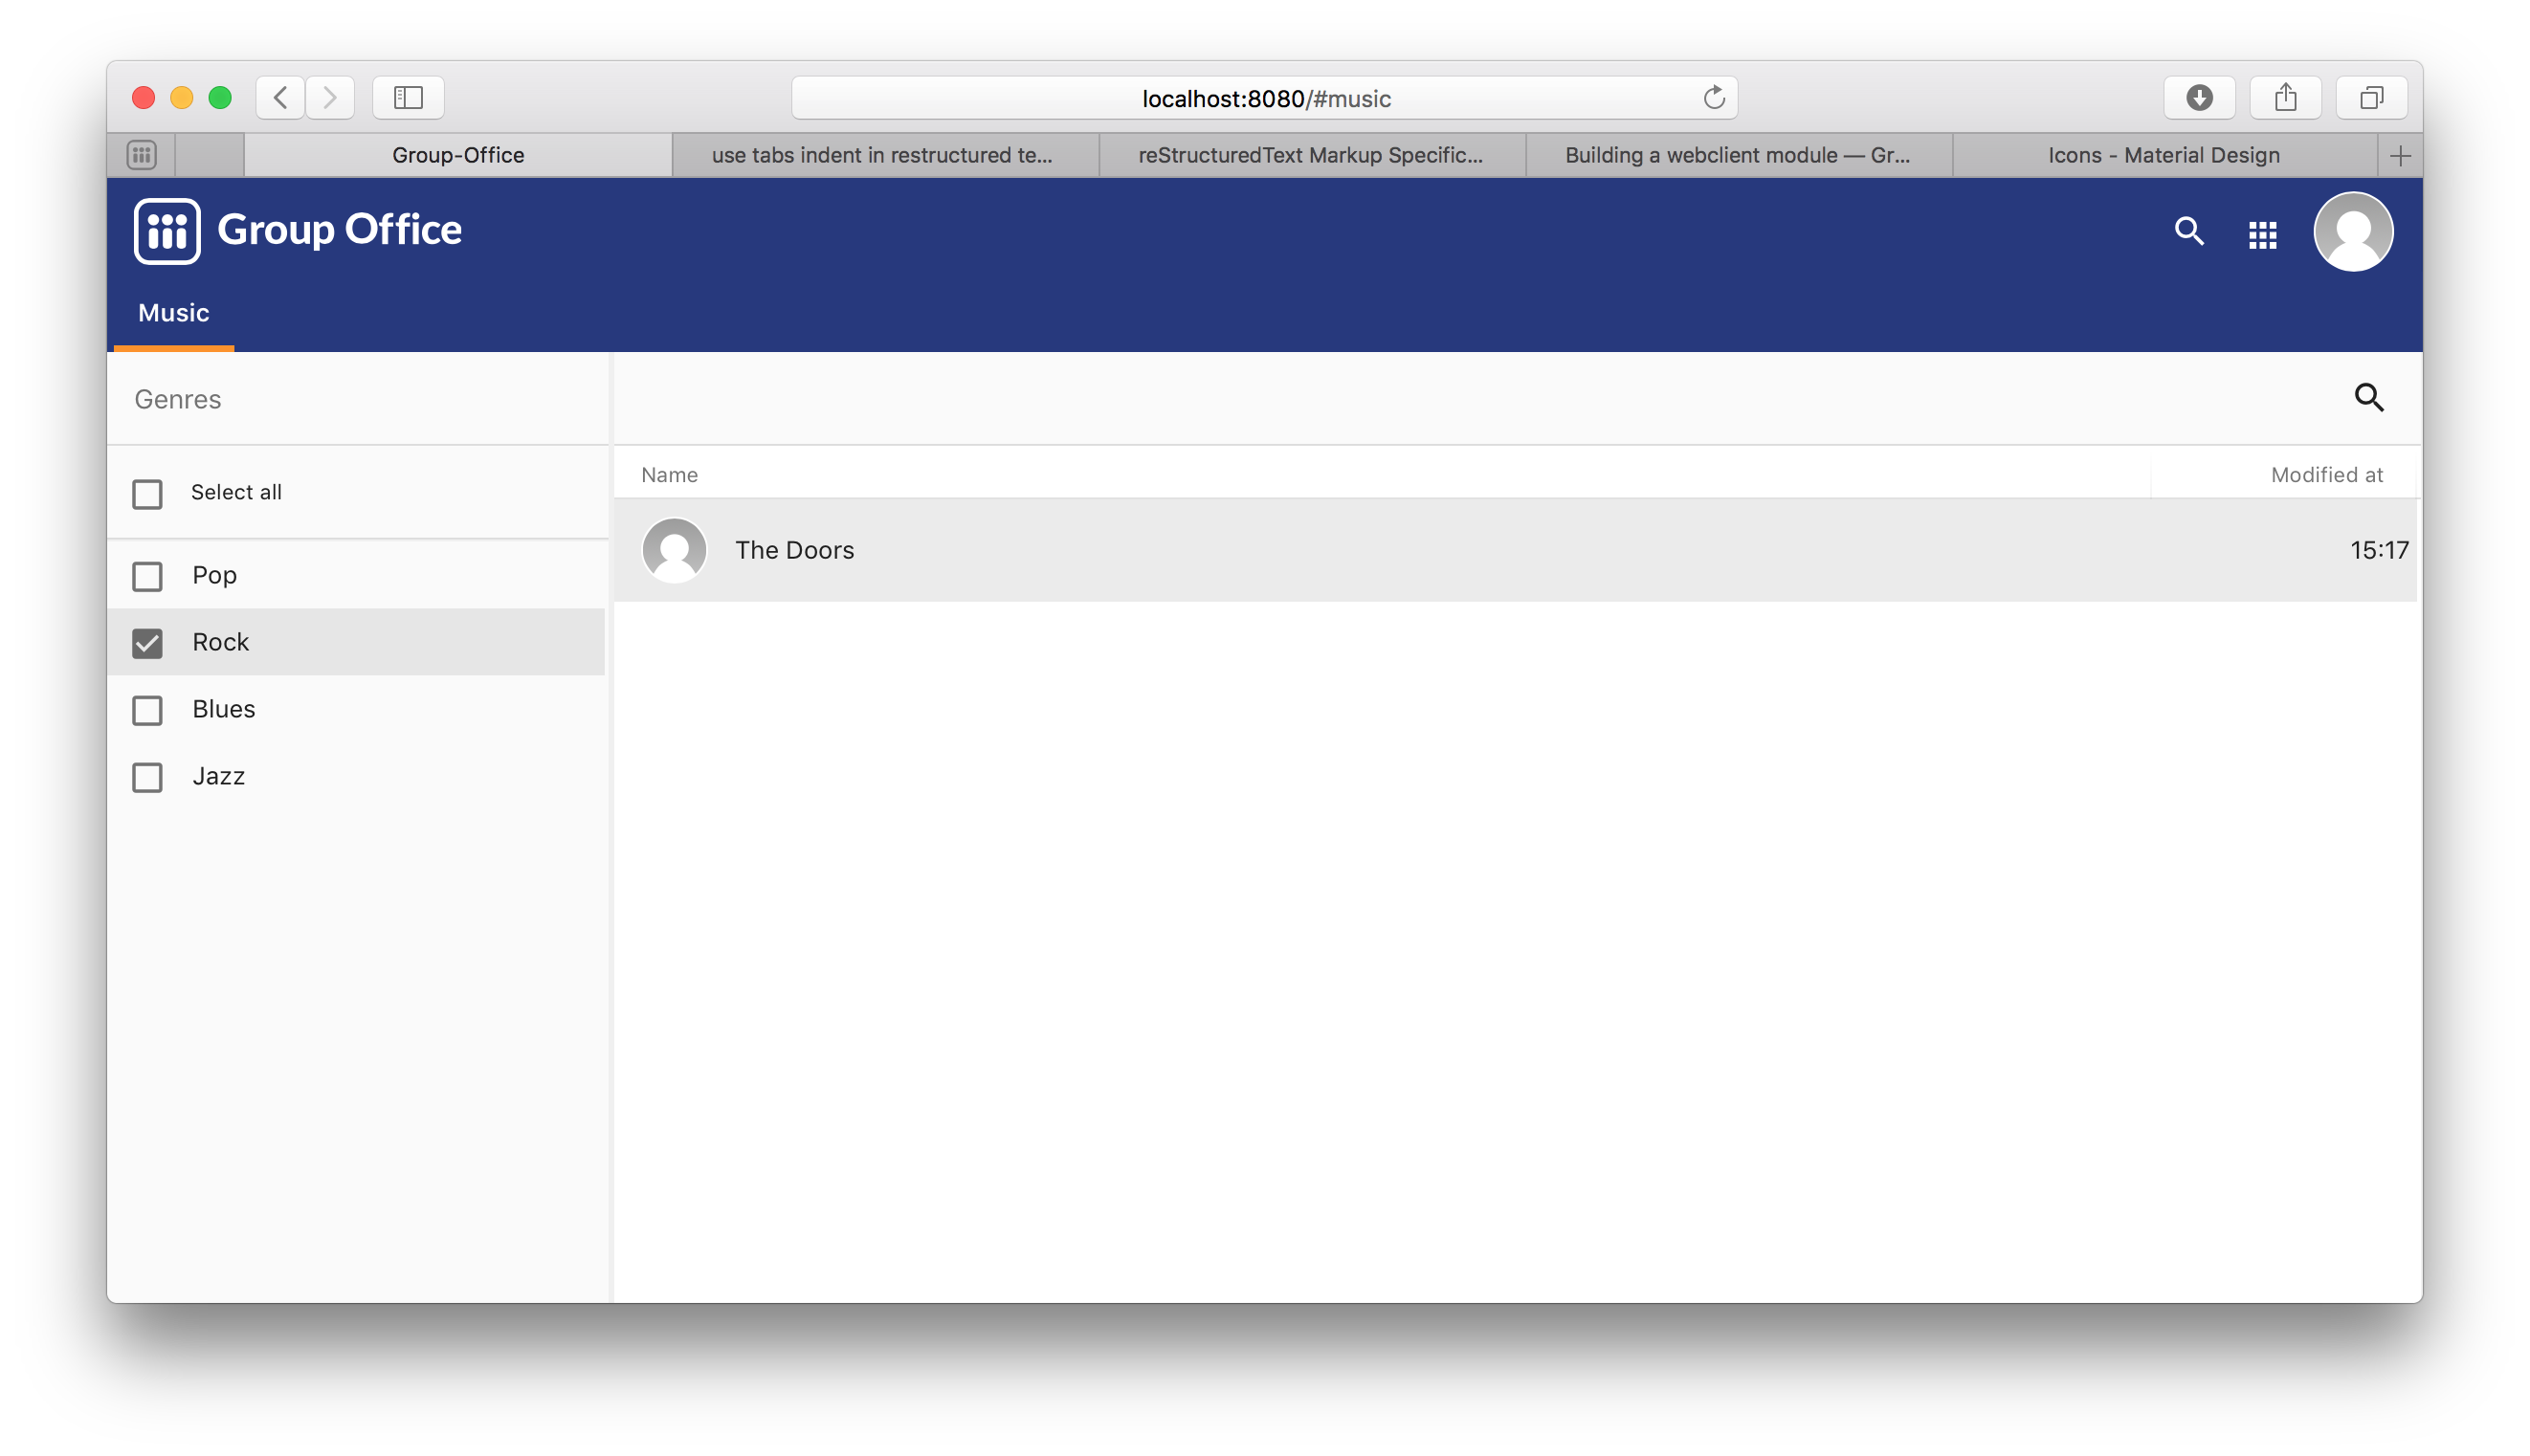 localhost:8080/#music
Group-Office
use tabs indent in restructured te...
reStructuredText Markup Specific...
Building a webclient module — Gr...
Icons - Material Design
Group Office
Music
Genres
Select all
Pop
Rock
Blues
Jazz
Name
Modified at
The Doors
15:17